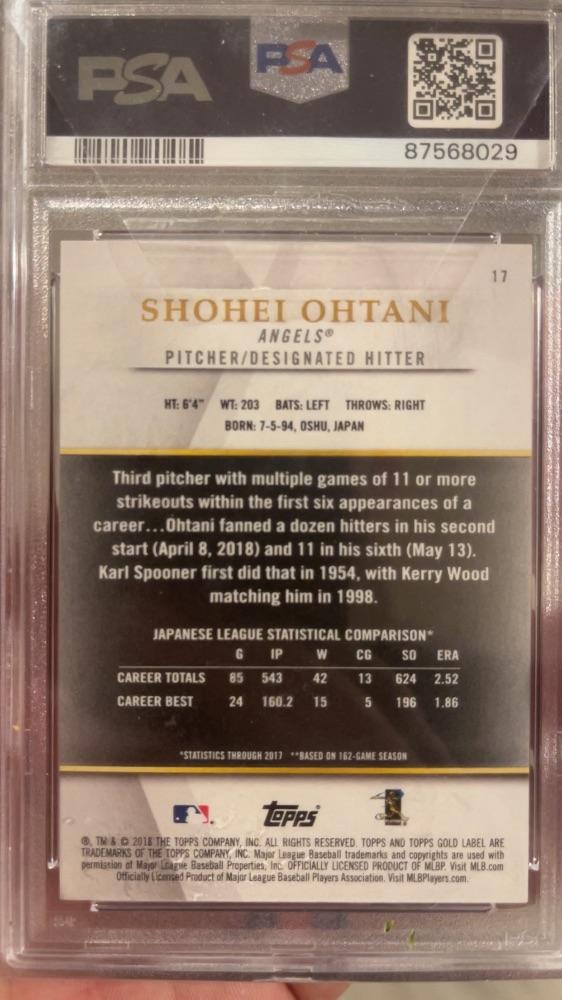 PSA PSA
87568029
17
SHOHEI OHTANI
ANGELS®
PITCHER/DESIGNATED HITTER
HT: 6'4" WT: 203 BATS: LEFT THROWS: RIGHT
BORN: 7-5-94, OSHU, JAPAN
Third pitcher with multiple games of 11 or more
strikeouts within the first six appearances of a
career...Ohtani fanned a dozen hitters in his second
start (April 8, 2018) and 11 in his sixth (May 13).
Karl Spooner first did that in 1954, with Kerry Wood
matching him in 1998.
JAPANESE LEAGUE STATISTICAL COMPARISON*
G IP W CG SO ERA
CAREER TOTALS 85 543 42 13 624 2.52
CAREER BEST 24 160.2 15 5 196 1.86
*STATISTICS THROUGH 2017 **BASED ON 162-GAME SEASON
topps
®, TM & © 2018 THE TOPPS COMPANY, INC. ALL RIGHTS RESERVED. TOPPS AND TOPPS GOLD LABEL ARE
TRADEMARKS OF THE TOPPS COMPANY, INC. Major League Baseball trademarks and copyrights are used with
permission of Major League Baseball Properties, Inc. OFFICIALLY LICENSED PRODUCT OF MLBP. Visit MLB.com
Officially Licensed Product of Major League Baseball Players Association. Visit MLBPlayers.com.